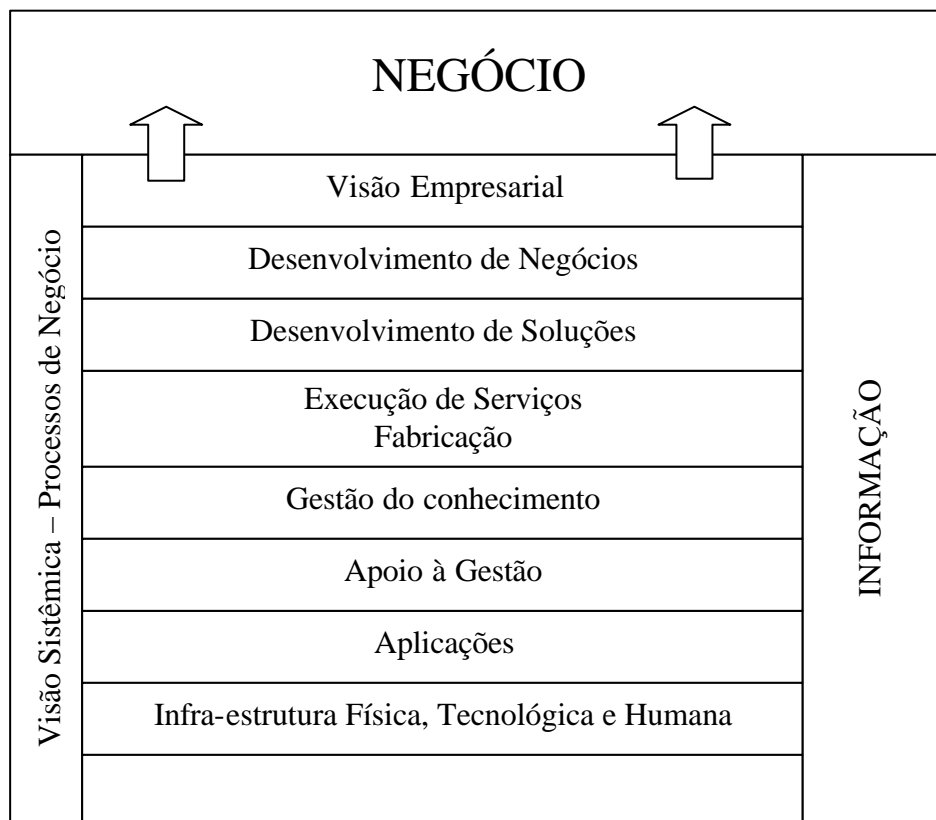 NEGÓCIO
Visão Sistêmica – Processos de Negócio
Visão Empresarial
Desenvolvimento de Negócios
Desenvolvimento de Soluções
Execução de Serviços
Fabricação
Gestão do conhecimento
Apoio à Gestão
Aplicações
Infra-estrutura Física, Tecnológica e Humana
INFORMAÇÃO